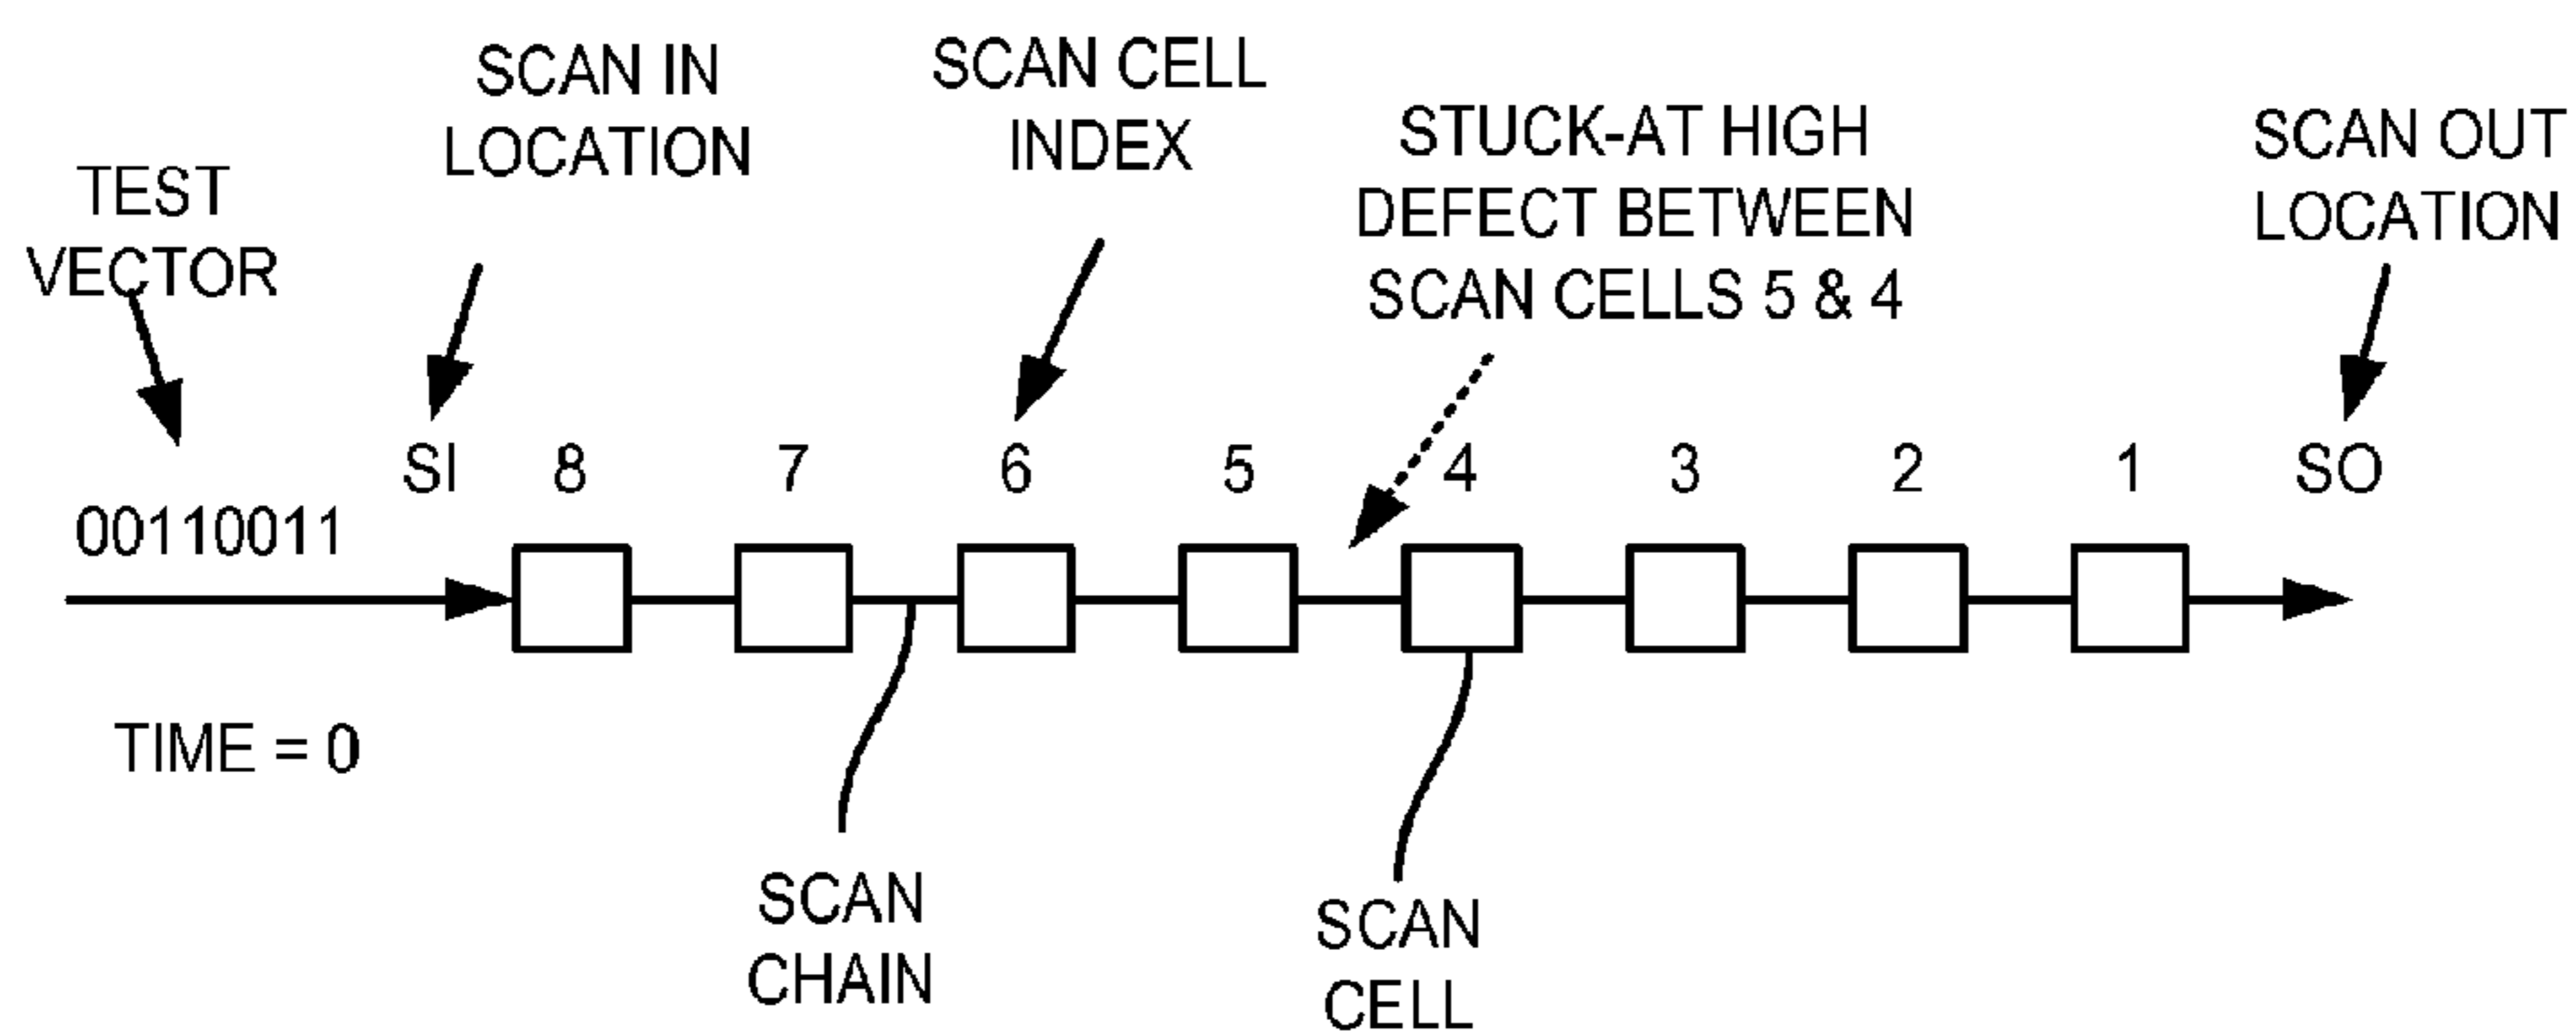 SCAN IN
LOCATION
SCAN CELL
INDEX
STUCK-AT HIGH
DEFECT BETWEEN
SCAN CELLS 5 & 4
SCAN OUT
LOCATION
TEST
VECTOR
SI 8 7 6 5 4 3 2 1 SO
00110011
TIME = 0
SCAN
CHAIN
SCAN
CELL